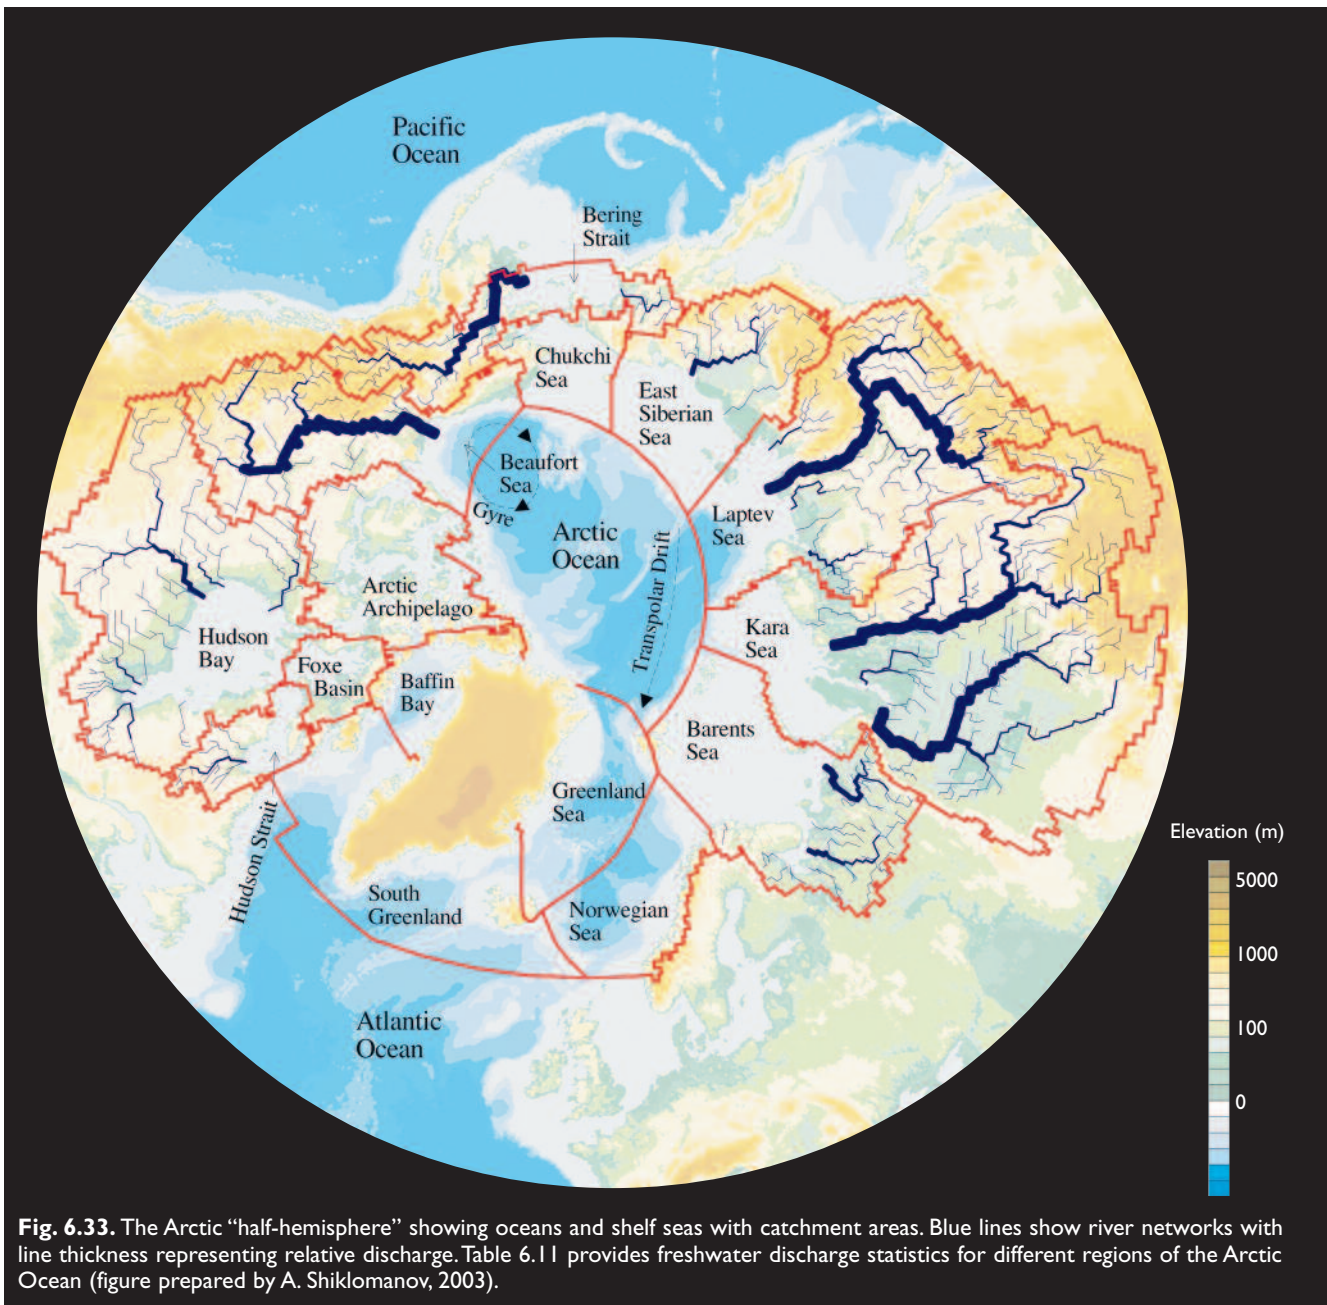 Pacific
Ocean
Bering
Strait
Chukchi
Sea
East
Siberian
Sea
Beaufort
Sea
Gyre
Arctic
Ocean
Laptev
Sea
Transpolar Drift
Arctic
Archipelago
Hudson
Bay
Foxe
Basin
Baffin
Bay
Kara
Sea
Barents
Sea
Greenland
Sea
Hudson Strait
South
Greenland
Norwegian
Sea
Atlantic
Ocean
Elevation (m)
5000
1000
100
0
Fig. 6.33. The Arctic “half-hemisphere” showing oceans and shelf seas with catchment areas. Blue lines show river networks with
line thickness representing relative discharge. Table 6.11 provides freshwater discharge statistics for different regions of the Arctic
Ocean (figure prepared by A. Shiklomanov, 2003).